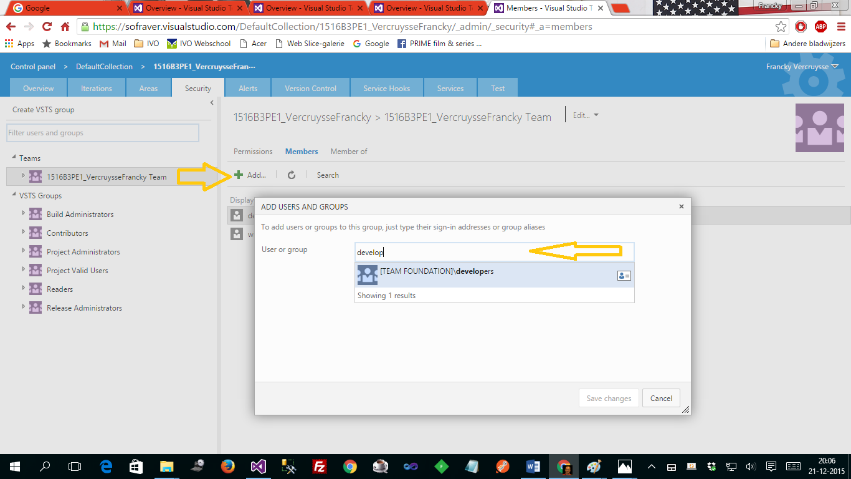 Google
Overview - Visual Studio T
Overview - Visual Studio T
Overview - Visual Studio T
Members - Visual Studio T
Francky
https://sofraver.visualstudio.com/DefaultCollection/1516B3PE1_VercruysseFrancky/_admin/_security#_a=members
ABP
Apps
Bookmarks
Mail
IVO
IVO Webschool
Acer
Web Slice-galerie
Google
PRIME film & series ...
Andere bladwijzers
Control panel > DefaultCollection > 1516B3PE1_VercruysseFran···
Francky Vercruysse
Overview
Iterations
Areas
Security
Alerts
Version Control
Service Hooks
Services
Test
Create VSTS group
Filter users and groups
Teams
1516B3PE1_VercruysseFrancky Team
VSTS Groups
Build Administrators
Contributors
Project Administrators
Project Valid Users
Readers
Release Administrators
1516B3PE1_VercruysseFrancky > 1516B3PE1_VercruysseFrancky Team
Edit...
Permissions
Members
Member of
Add...
Search
Display
ADD USERS AND GROUPS
To add users or groups to this group, just type their sign-in addresses or group aliases
User or group
develop
[TEAM FOUNDATION]\developers
Showing 1 results
Save changes
Cancel
20:06
21-12-2015